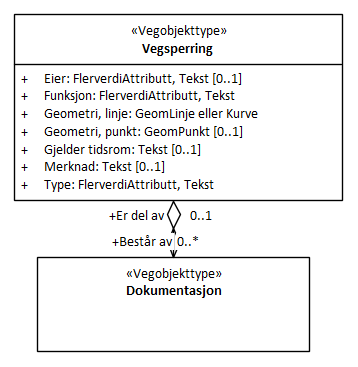 «Vegobjekttype»
Vegsperring
+ Eier: FlerverdiAttributt, Tekst [0..1]
+ Funksjon: FlerverdiAttributt, Tekst
+ Geometri, linje: GeomLinje eller Kurve
+ Geometri, punkt: GeomPunkt [0..1]
+ Gjelder tidsrom: Tekst [0..1]
+ Merknad: Tekst [0..1]
+ Type: FlerverdiAttributt, Tekst
+Er del av 0..1
+Består av 0..*
«Vegobjekttype»
Dokumentasjon